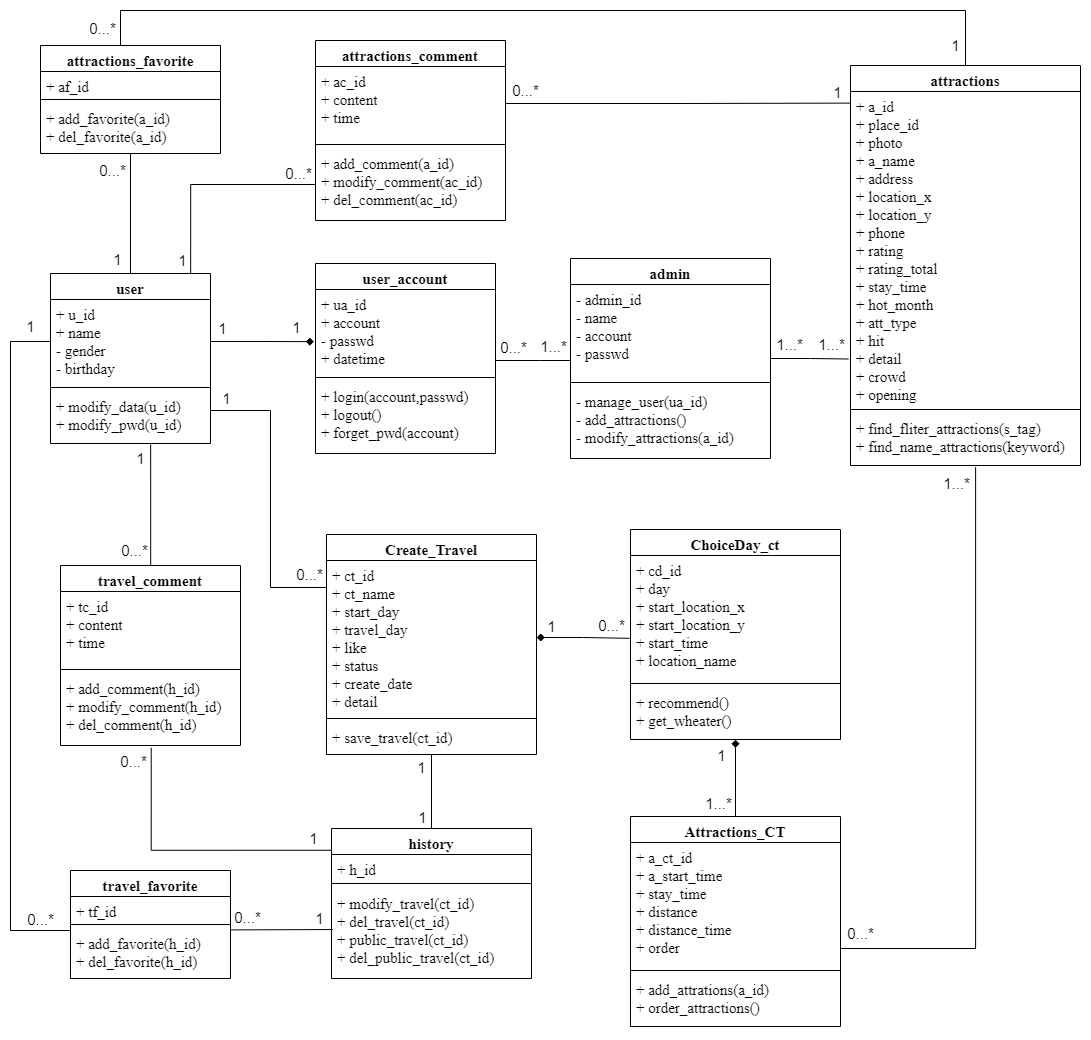 0...*
1
attractions_favorite
+ af_id
+ add_favorite(a_id)
+ del_favorite(a_id)
0...*
1
attractions_comment
+ ac_id
+ content
+ time
+ add_comment(a_id)
+ modify_comment(ac_id)
+ del_comment(ac_id)
0...*
1
0...*
1
attractions
+ a_id
+ place_id
+ photo
+ a_name
+ address
+ location_x
+ location_y
+ phone
+ rating
+ rating_total
+ stay_time
+ hot_month
+ att_type
+ hit
+ detail
+ crowd
+ opening
+ find_fliter_attractions(s_tag)
+ find_name_attractions(keyword)
user
+ u_id
+ name
- gender
- birthday
+ modify_data(u_id)
+ modify_pwd(u_id)
1
1
1
user_account
+ ua_id
+ account
- passwd
+ datetime
+ login(account,passwd)
+ logout()
+ forget_pwd(account)
0...*
1...*
admin
- admin_id
- name
- account
- passwd
- manage_user(ua_id)
- add_attractions()
- modify_attractions(a_id)
1...*
1...*
1
0...*
1
0...*
travel_comment
+ tc_id
+ content
+ time
+ add_comment(h_id)
+ modify_comment(h_id)
+ del_comment(h_id)
0...*
1
Create_Travel
+ ct_id
+ ct_name
+ start_day
+ travel_day
+ like
+ status
+ create_date
+ detail
+ save_travel(ct_id)
1
0...*
ChoiceDay_ct
+ cd_id
+ day
+ start_location_x
+ start_location_y
+ start_time
+ location_name
+ recommend()
+ get_wheater()
1
1...*
1...*
1
1
history
+ h_id
+ modify_travel(ct_id)
+ del_travel(ct_id)
+ public_travel(ct_id)
+ del_public_travel(ct_id)
travel_favorite
+ tf_id
+ add_favorite(h_id)
+ del_favorite(h_id)
0...*
0...*
1
Attractions_CT
+ a_ct_id
+ a_start_time
+ stay_time
+ distance
+ distance_time
+ order
+ add_attrations(a_id)
+ order_attractions()
0...*